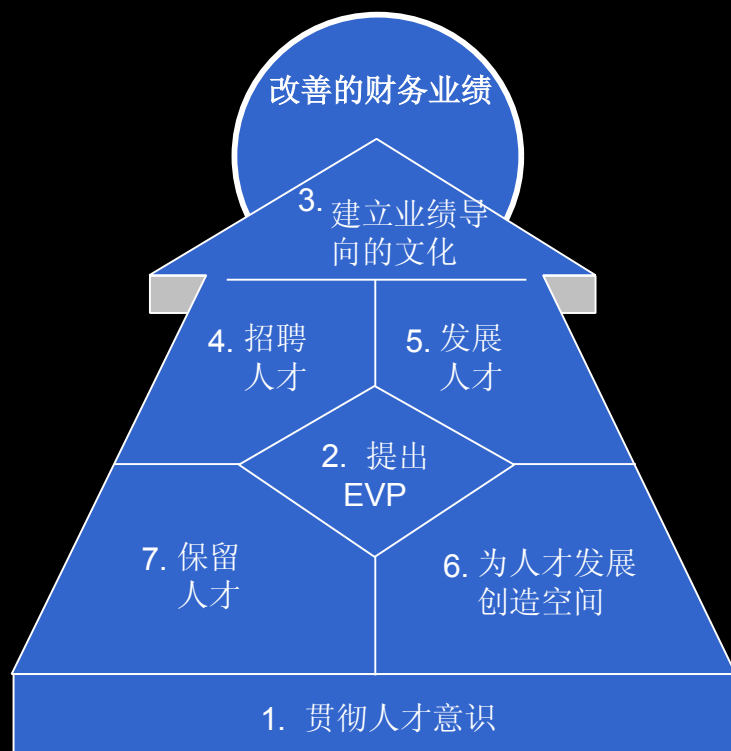 改善的财务业绩
3. 建立业绩导
向的文化
4. 招聘
人才
5. 发展
人才
2. 提出
EVP
7. 保留
人才
6. 为人才发展
创造空间
1. 贯彻人才意识